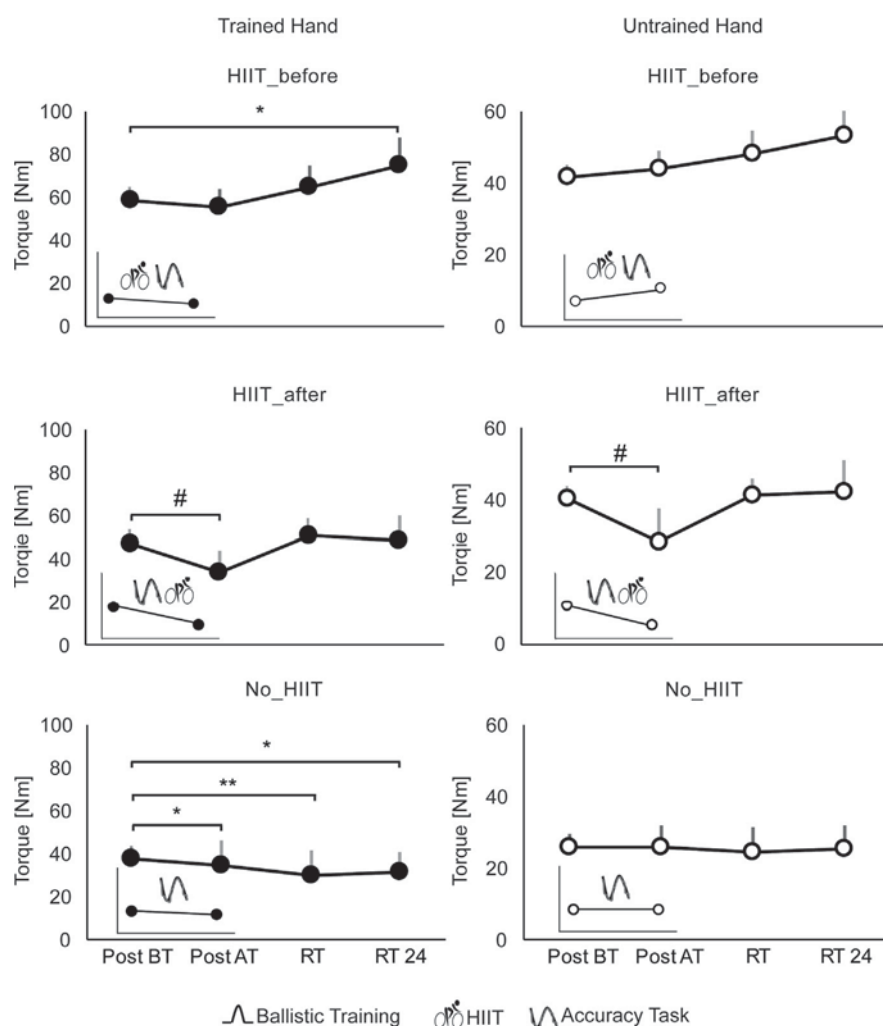 Trained Hand
Untrained Hand
HIIT_before
HIIT_before
100
80
60
40
20
0
Torque [Nm]
*
60
40
20
0
Torque [Nm]
HIIT_after
HIIT_after
100
80
60
40
20
0
Torqie [Nm]
#
60
40
20
0
Torqie [Nm]
#
No_HIIT
No_HIIT
100
80
60
40
20
0
Torque [Nm]
*
**
*
Post BT Post AT RT RT 24
60
40
20
0
Torque [Nm]
Post BT Post AT RT RT 24
Ballistic Training HIIT Accuracy Task